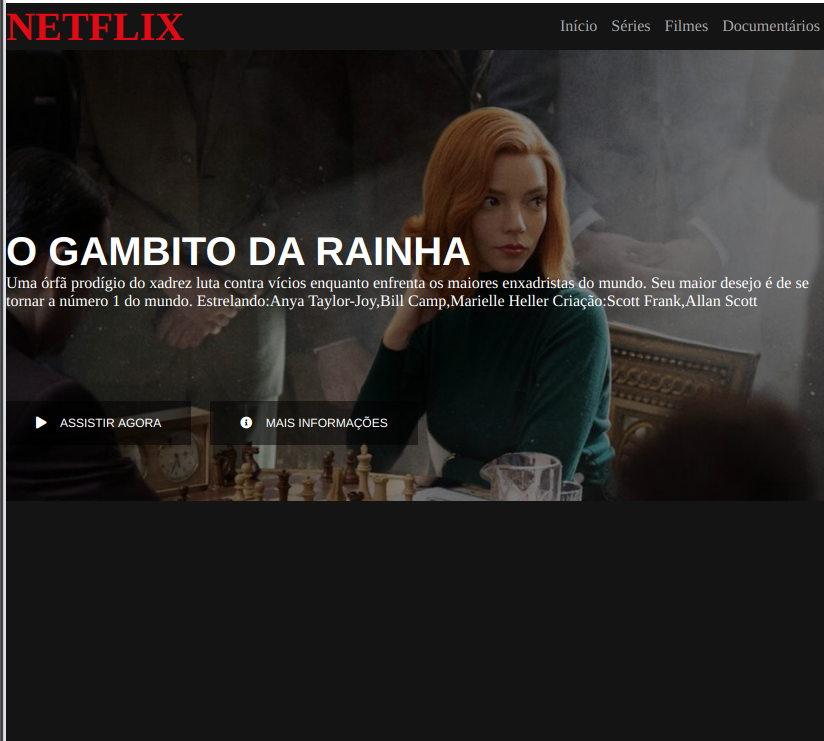 NETFLIX
Início Séries Filmes Documentários
O GAMBITO DA RAINHA
Uma órfã prodígio do xadrez luta contra vícios enquanto enfrenta os maiores enxadristas do mundo. Seu maior desejo é de se
tornar a número 1 do mundo. Estrelando:Anya Taylor-Joy,Bill Camp,Marielle Heller Criação:Scott Frank,Allan Scott
ASSISTIR AGORA
MAIS INFORMAÇÕES